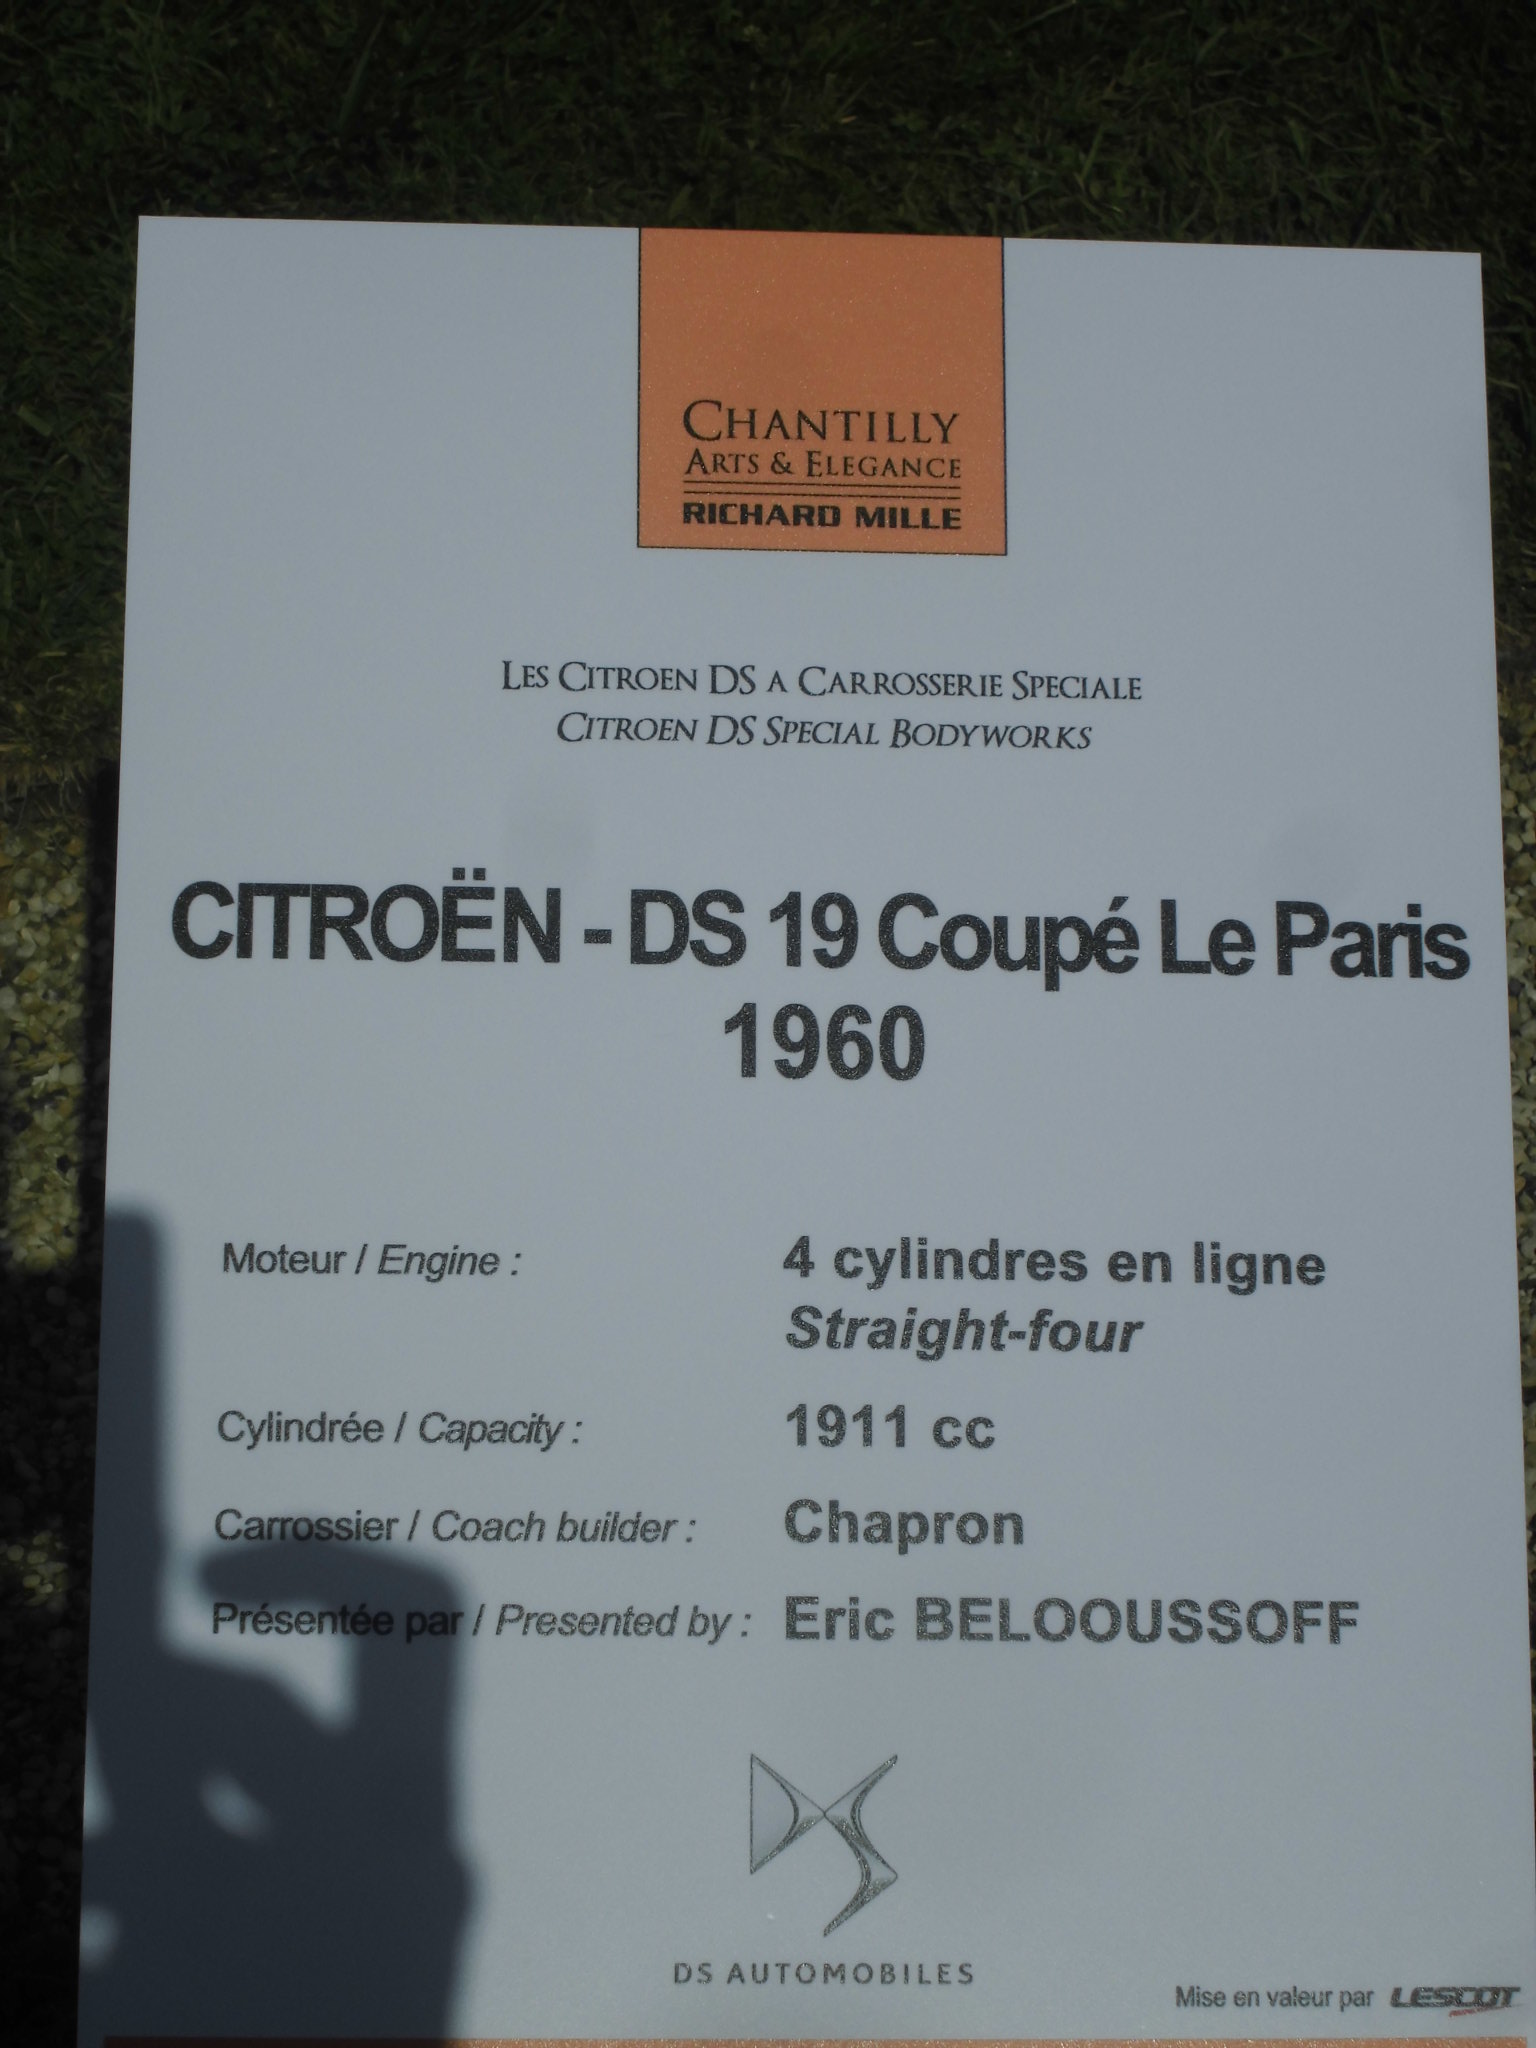 CHANTILLY
ARTS & ELEGANCE
RICHARD MILLE
LES CITROEN DS A CARROSSERIE SPECIALE
CITROEN DS SPECIAL BODYWORKS
CITROËN - DS 19 Coupé Le Paris
1960
Moteur / Engine : 4 cylindres en ligne
Straight-four
Cylindrée / Capacity : 1911 cc
Carrossier / Coach builder : Chapron
Présentée par / Presented by : Eric BELOOUSSOFF
DS AUTOMOBILES
Mise en valeur par LESCOT